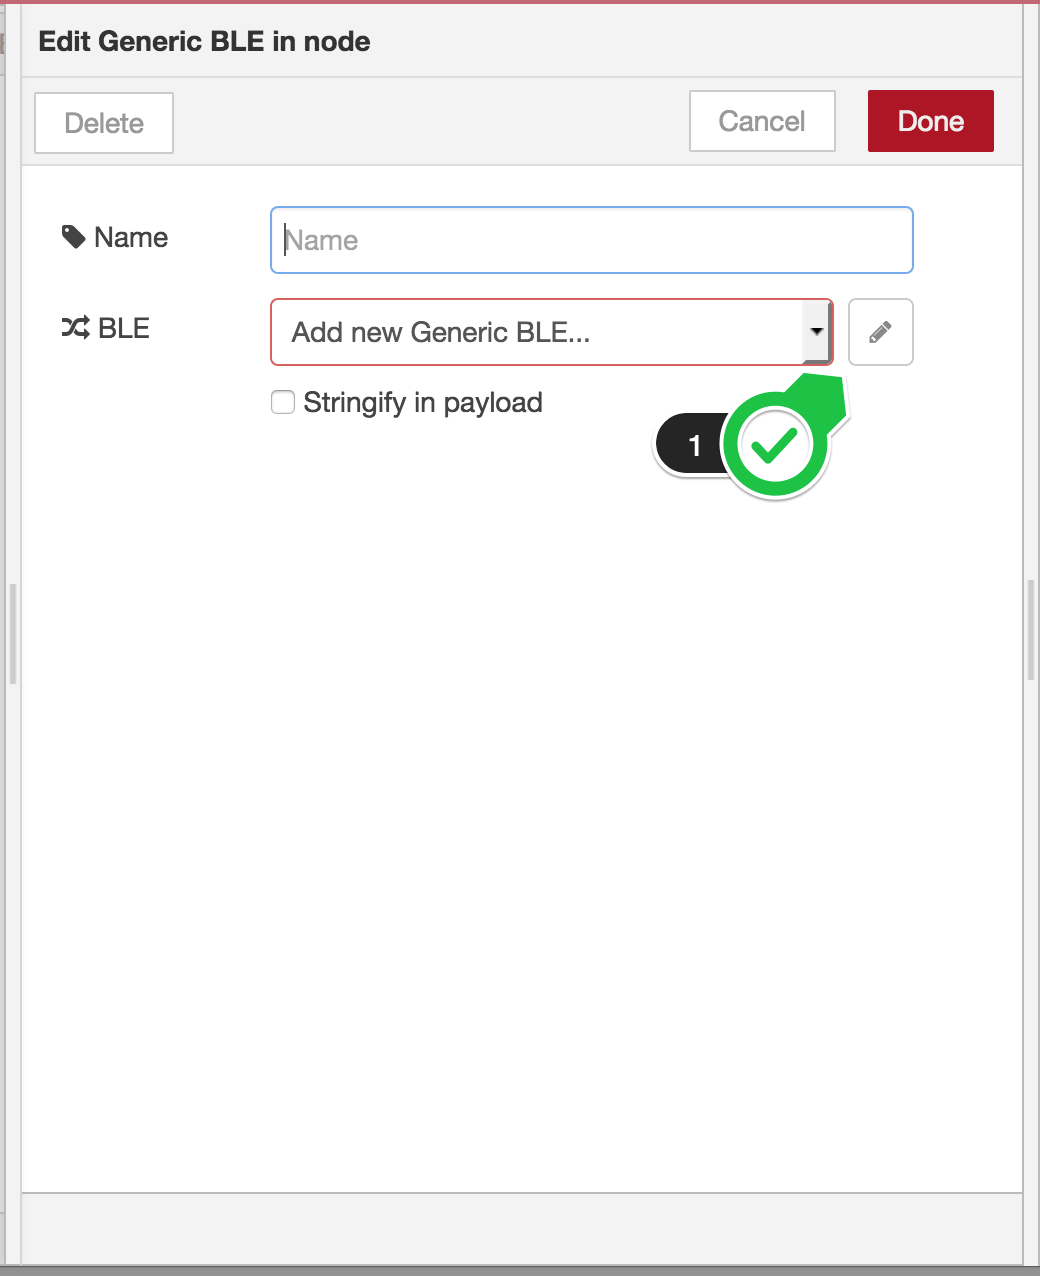 Edit Generic BLE in node
Delete
Cancel
Done
Name
Name
BLE
Add new Generic BLE...
Stringify in payload
1